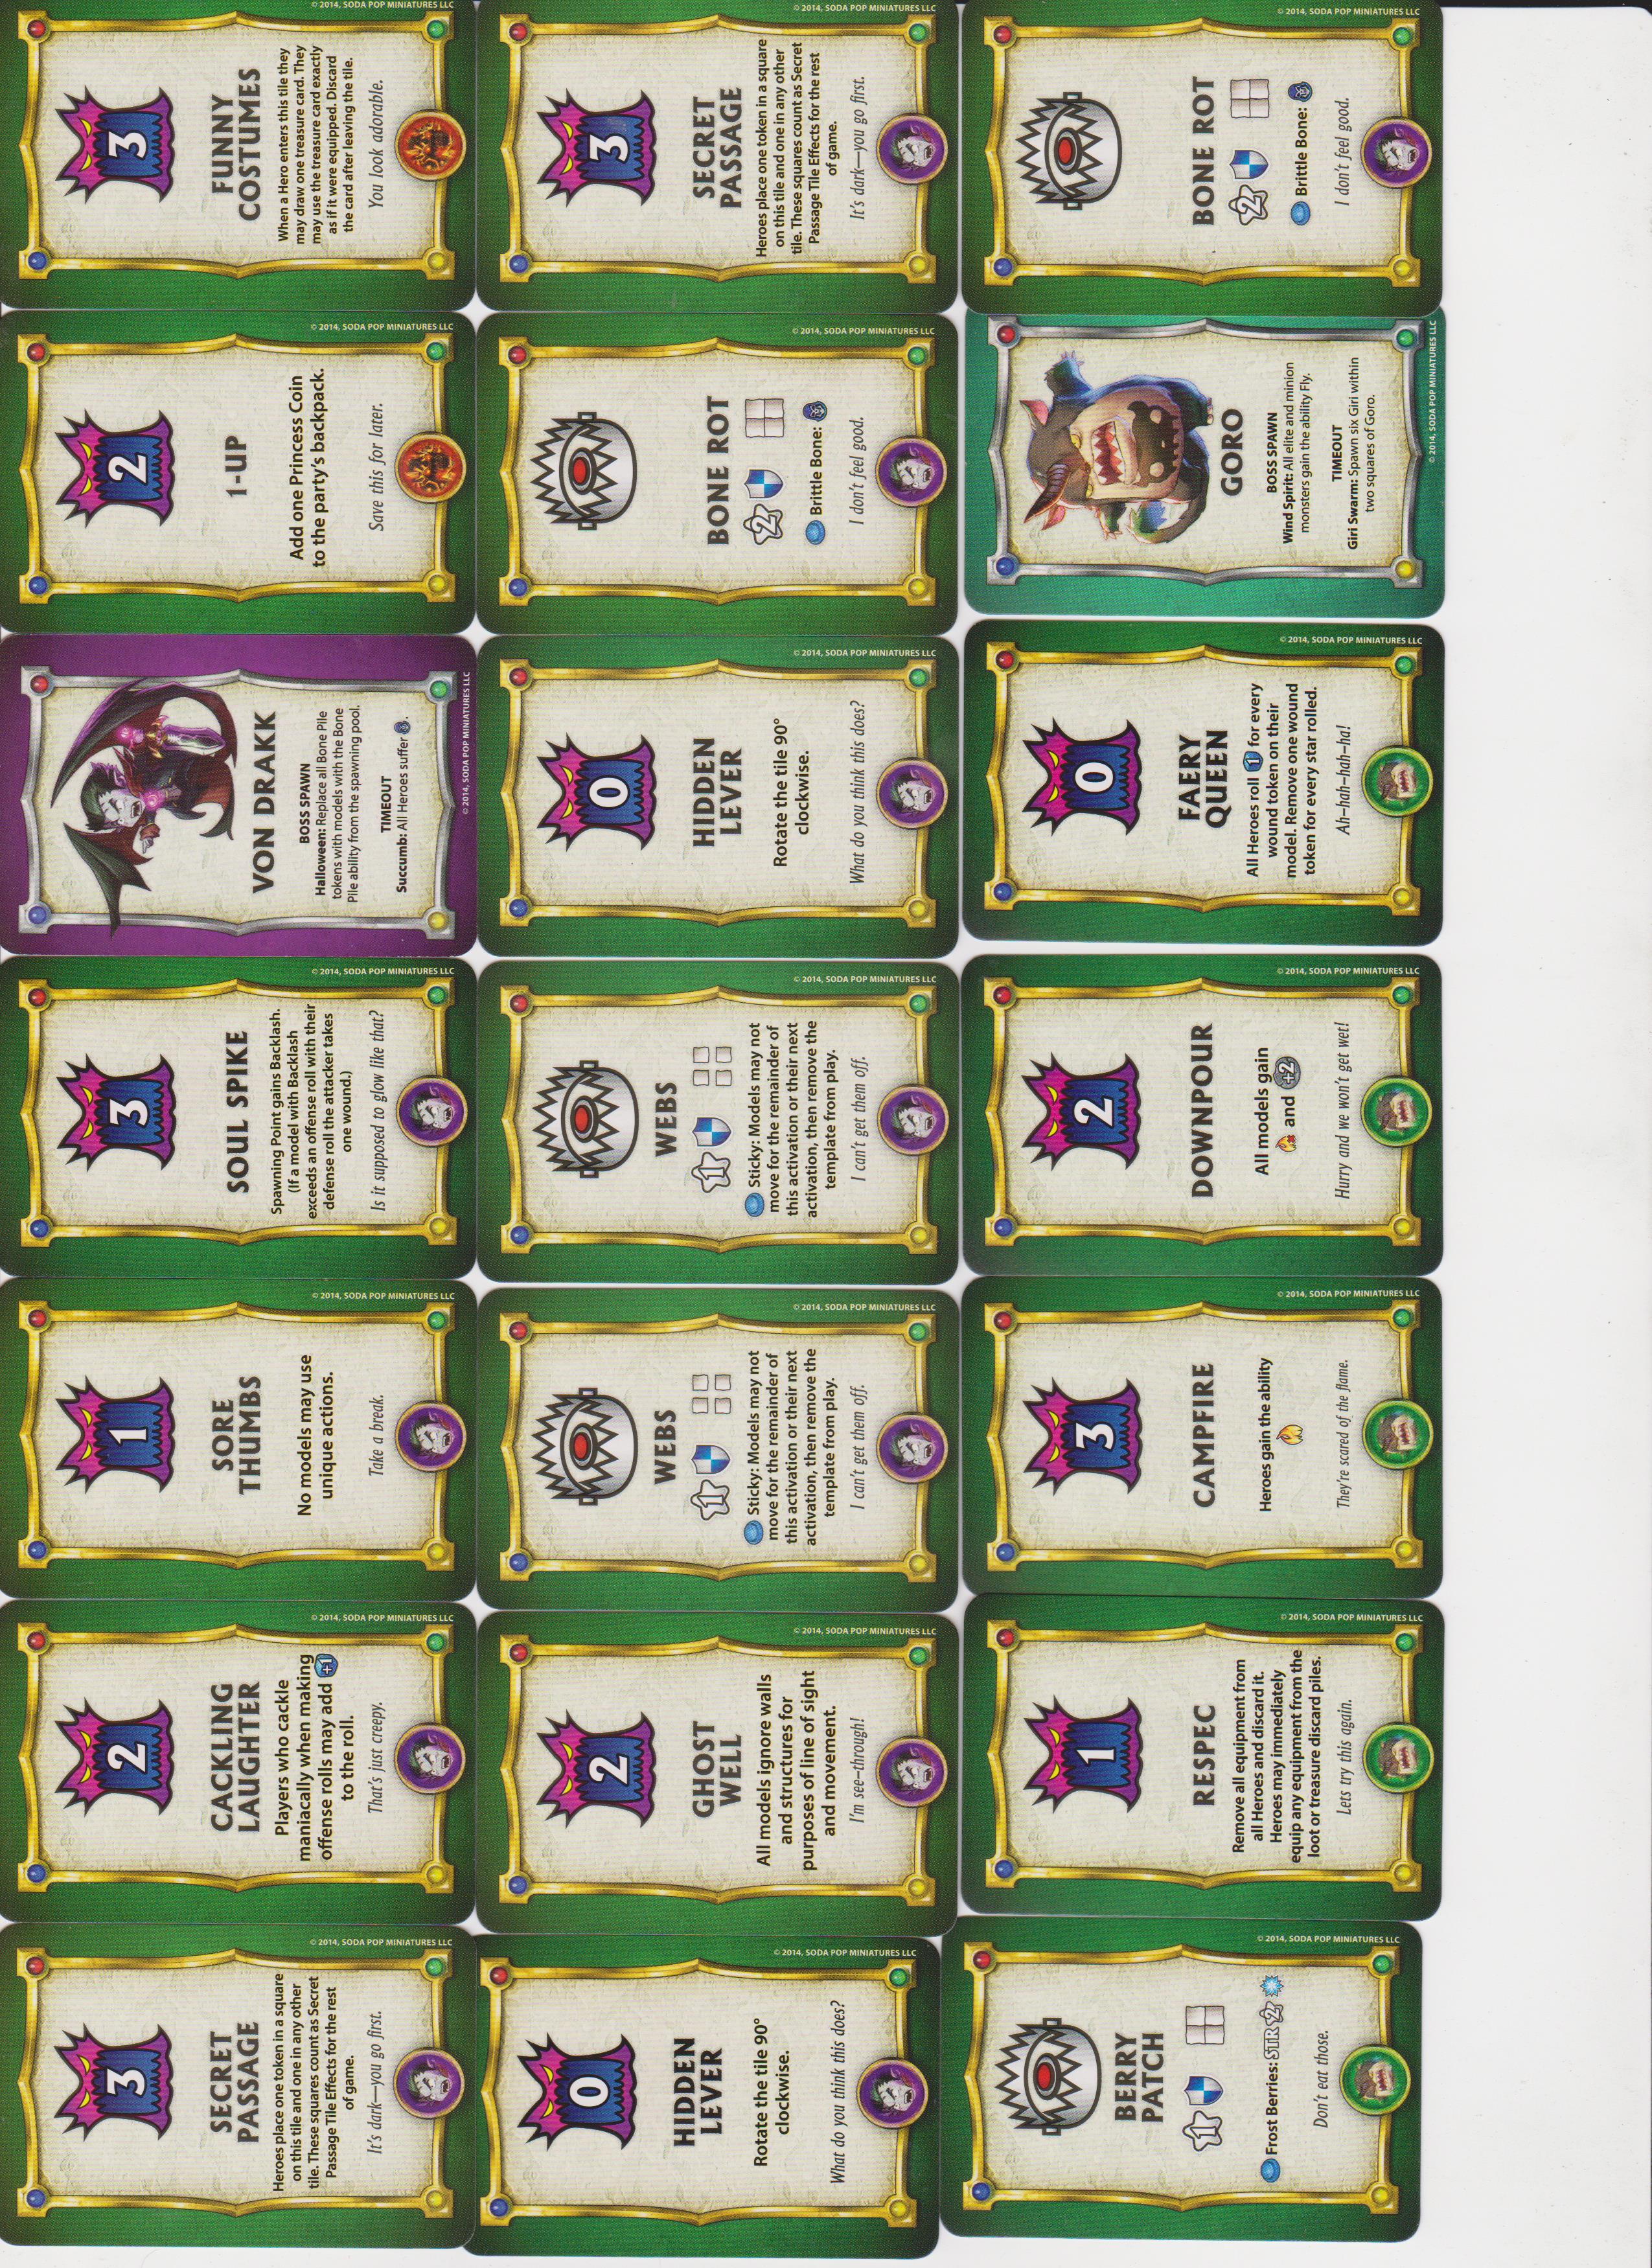 © 2014, SODA POP MINIATURES LLC
3
FUNNY
COSTUMES
When a Hero enters this tile they
may draw one treasure card. They
may use the treasure card exactly
as if it were equipped. Discard
the card after leaving the tile.
You look adorable.
© 2014, SODA POP MINIATURES LLC
2
1-UP
Add one Princess Coin
to the party's backpack.
Save this for later.
VON DRAKK
BOSS SPAWN
Halloween: Replace all Bone Pile
tokens with models with the Bone
Pile ability from the spawning pool.
TIMEOUT
Succumb: All Heroes suffer .
© 2014, SODA POP MINIATURES LLC
© 2014, SODA POP MINIATURES LLC
3
SOUL SPIKE
Spawning Point gains Backlash.
(If a model with Backlash
exceeds an offense roll with their
defense roll the attacker takes
one wound.)
Is it supposed to glow like that?
© 2014, SODA POP MINIATURES LLC
1
SORE
THUMBS
No models may use
unique actions.
Take a break.
© 2014, SODA POP MINIATURES LLC
2
CACKLING
LAUGHTER
Players who cackle
maniacally when making
offense rolls may add +1
to the roll.
That's just creepy.
© 2014, SODA POP MINIATURES LLC
3
SECRET
PASSAGE
Heroes place one token in a square
on this tile and one in any other
tile. These squares count as Secret
Passage Tile Effects for the rest
of game.
It's dark—you go first.
© 2014, SODA POP MINIATURES LLC
3
SECRET
PASSAGE
Heroes place one token in a square
on this tile and one in any other
tile. These squares count as Secret
Passage Tile Effects for the rest
of game.
It's dark—you go first.
© 2014, SODA POP MINIATURES LLC
BONE ROT
2
Brittle Bone:
I don't feel good.
© 2014, SODA POP MINIATURES LLC
0
HIDDEN
LEVER
Rotate the tile 90°
clockwise.
What do you think this does?
© 2014, SODA POP MINIATURES LLC
WEBS
1
Sticky: Models may not
move for the remainder of
this activation or their next
activation, then remove the
template from play.
I can't get them off.
© 2014, SODA POP MINIATURES LLC
WEBS
1
Sticky: Models may not
move for the remainder of
this activation or their next
activation, then remove the
template from play.
I can't get them off.
© 2014, SODA POP MINIATURES LLC
2
GHOST
WELL
All models ignore walls
and structures for
purposes of line of sight
and movement.
I'm see-through!
© 2014, SODA POP MINIATURES LLC
0
HIDDEN
LEVER
Rotate the tile 90°
clockwise.
What do you think this does?
© 2014, SODA POP MINIATURES LLC
BONE ROT
2
Brittle Bone:
I don't feel good.
GORO
BOSS SPAWN
Wind Spirit: All elite and minion
monsters gain the ability Fly.
TIMEOUT
Giri Swarm: Spawn six Giri within
two squares of Goro.
© 2014, SODA POP MINIATURES LLC
© 2014, SODA POP MINIATURES LLC
0
FAERY
QUEEN
All Heroes roll 1 for every
wound token on their
model. Remove one wound
token for every star rolled.
Ah-hah-hah-ha!
© 2014, SODA POP MINIATURES LLC
2
DOWNPOUR
All models gain
and +2
Hurry and we won't get wet!
© 2014, SODA POP MINIATURES LLC
3
CAMPFIRE
Heroes gain the ability
They're scared of the flame.
© 2014, SODA POP MINIATURES LLC
1
RESPEC
Remove all equipment from
all Heroes and discard it.
Heroes may immediately
equip any equipment from the
loot or treasure discard piles.
Lets try this again.
© 2014, SODA POP MINIATURES LLC
BERRY
PATCH
1
Frost Berries: STR 2
Don't eat those.